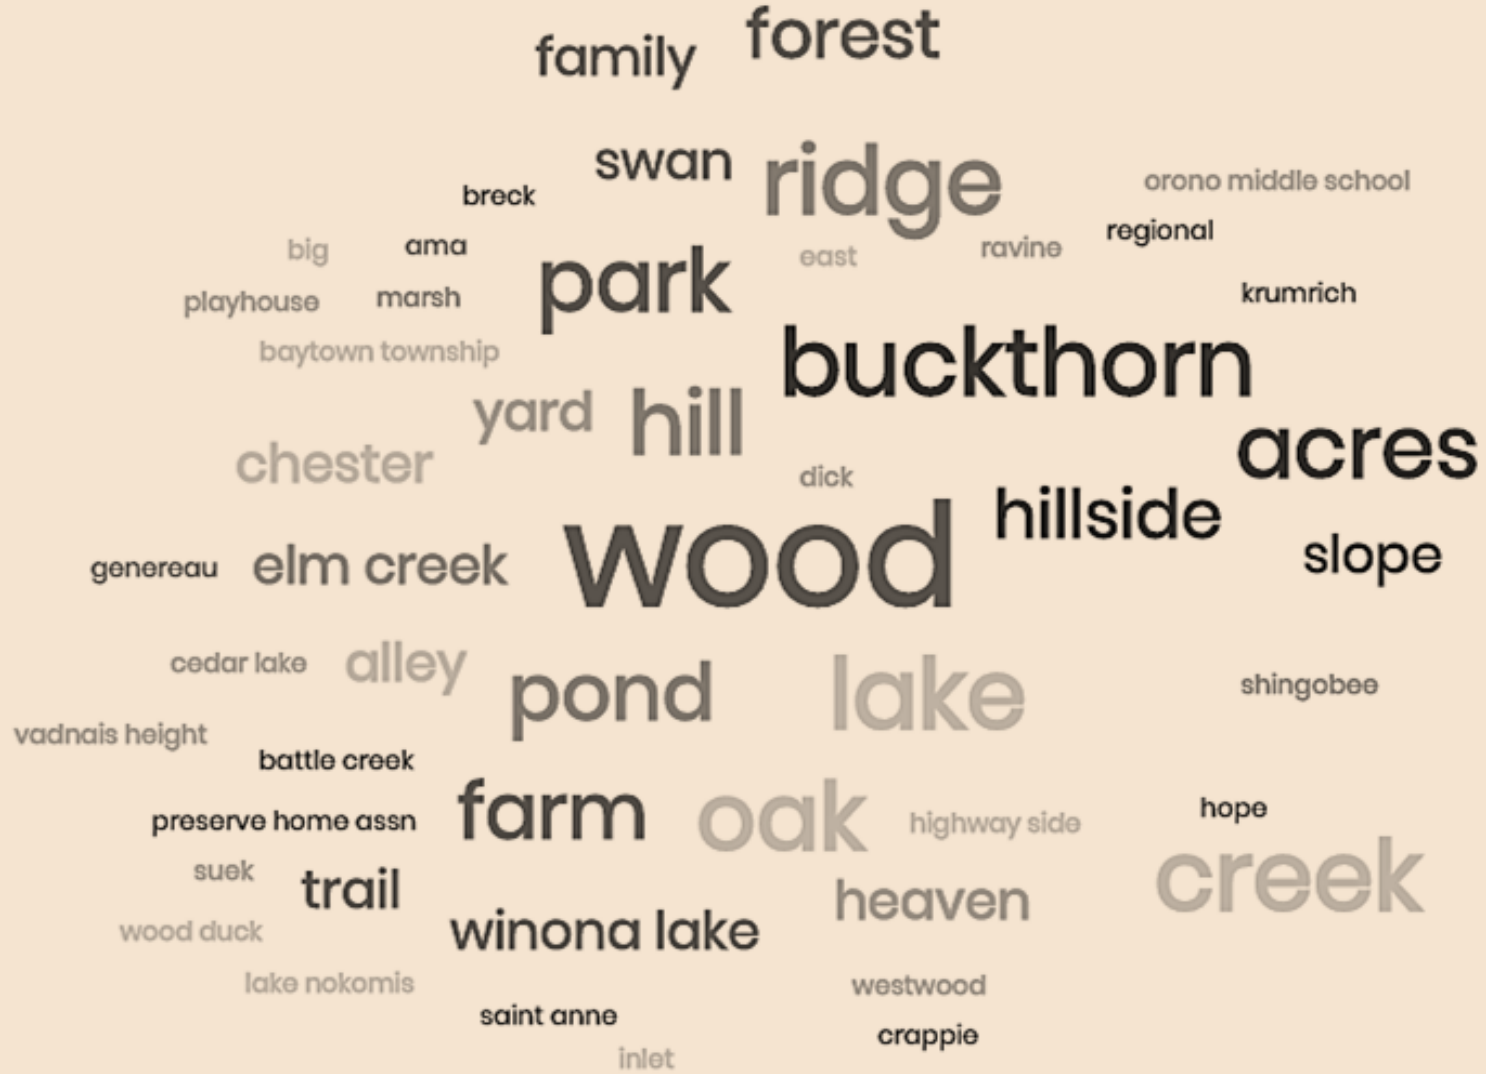 forest
family
swan
ridge
orono middle school
breck
regional
big
ama
ravine
east
park
krumrich
playhouse
marsh
baytown township
buckthorn
yard
hill
acres
chester
dick
hillside
wood
slope
genereau
elm creek
cedar lake
alley
pond
lake
shingobee
vadnais height
battle creek
preserve home assn
farm
oak
highway side
hope
suek
trail
creek
heaven
wood duck
winona lake
lake nokomis
westwood
saint anne
crappie
inlet